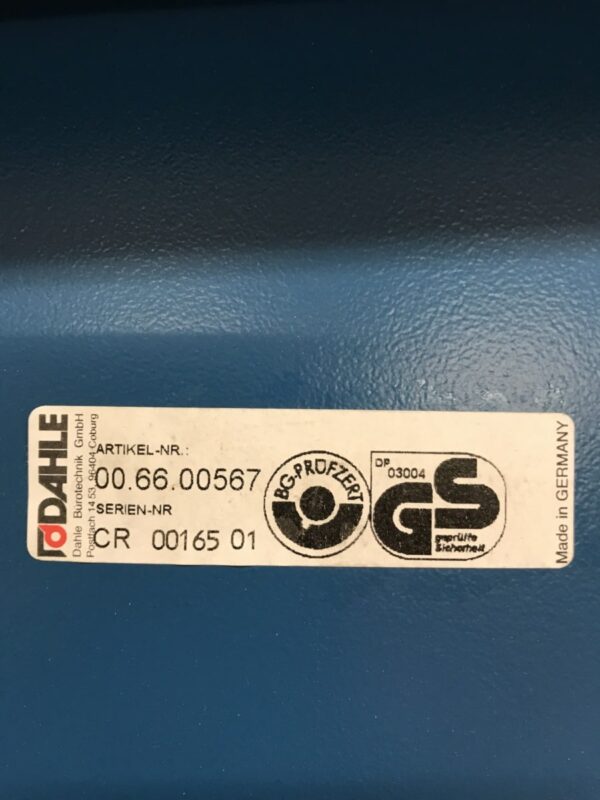 DAHLE
Dahle Bürotechnik GmbH
Postfach 14 53, 96404 Coburg
ARTIKEL-NR.:
00.66.00567
SERIEN-NR
CR 00165 01
BG-PRÜFZERT
DP
03004
GS
geprüfte
Sicherheit
Made in GERMANY